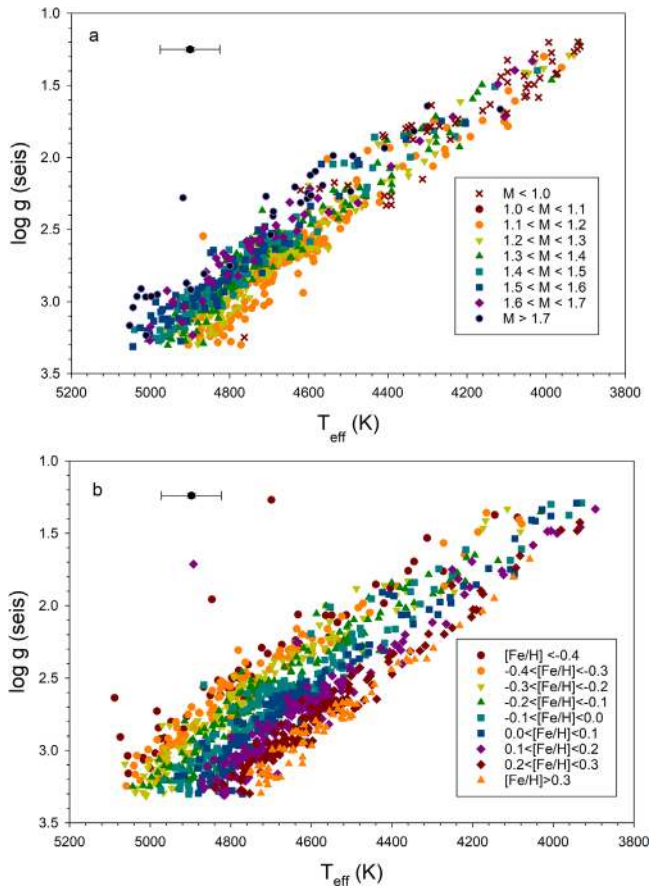 a
1.0
1.5
2.0
2.5
3.0
3.5
log g (seis)
M < 1.0
1.0 < M < 1.1
1.1 < M < 1.2
1.2 < M < 1.3
1.3 < M < 1.4
1.4 < M < 1.5
1.5 < M < 1.6
1.6 < M < 1.7
M > 1.7
5200 5000 4800 4600 4400 4200 4000 3800
T_eff (K)
b
1.0
1.5
2.0
2.5
3.0
3.5
log g (seis)
[Fe/H] <-0.4
-0.4<[Fe/H]<-0.3
-0.3<[Fe/H]<-0.2
-0.2<[Fe/H]<-0.1
-0.1<[Fe/H]<0.0
0.0<[Fe/H]<0.1
0.1<[Fe/H]<0.2
0.2<[Fe/H]<0.3
[Fe/H]>0.3
5200 5000 4800 4600 4400 4200 4000 3800
T_eff (K)